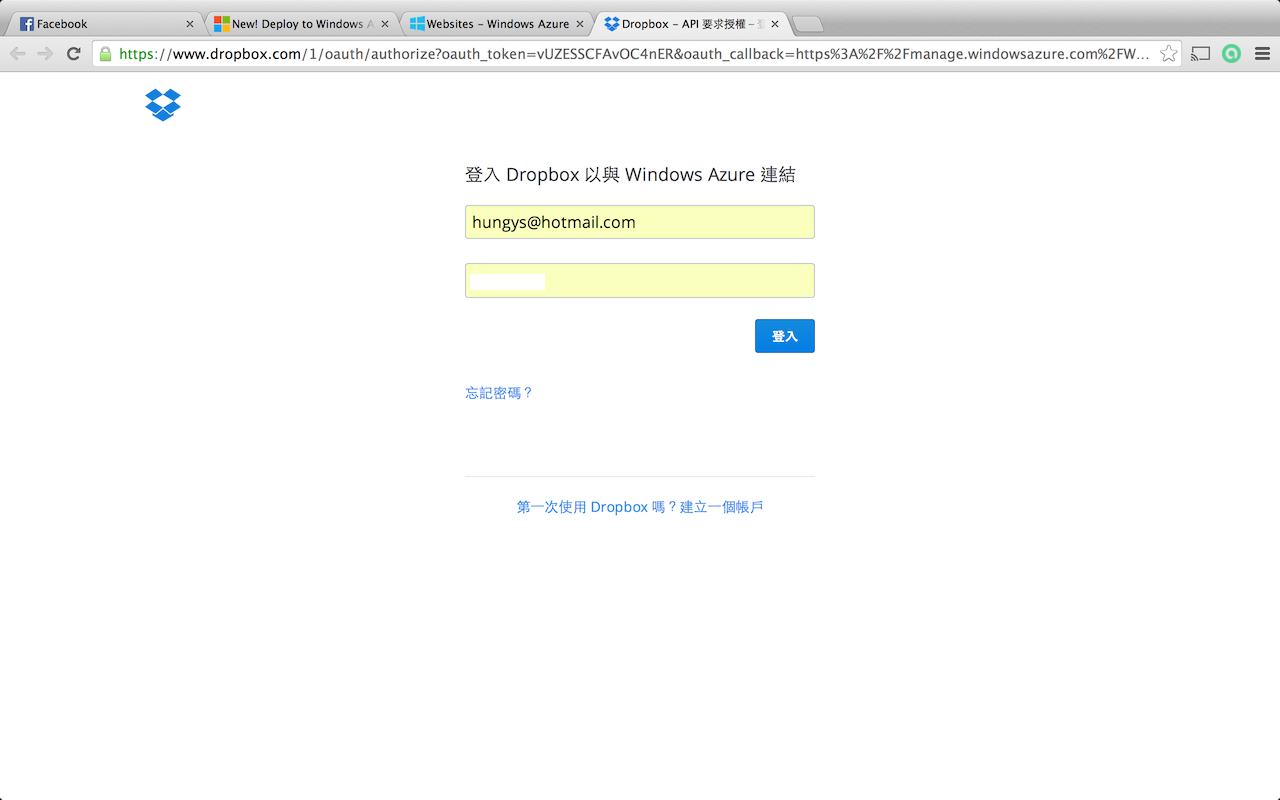 Facebook
New! Deploy to Windows A
Websites – Windows Azure
Dropbox – API 要求授權 –
https://www.dropbox.com/1/oauth/authorize?oauth_token=vUZESSCFAvOC4nER&oauth_callback=https%3A%2F%2Fmanage.windowsazure.com%2FW...
登入 Dropbox 以與 Windows Azure 連結
hungys@hotmail.com
登入
忘記密碼？
第一次使用 Dropbox 嗎？建立一個帳戶